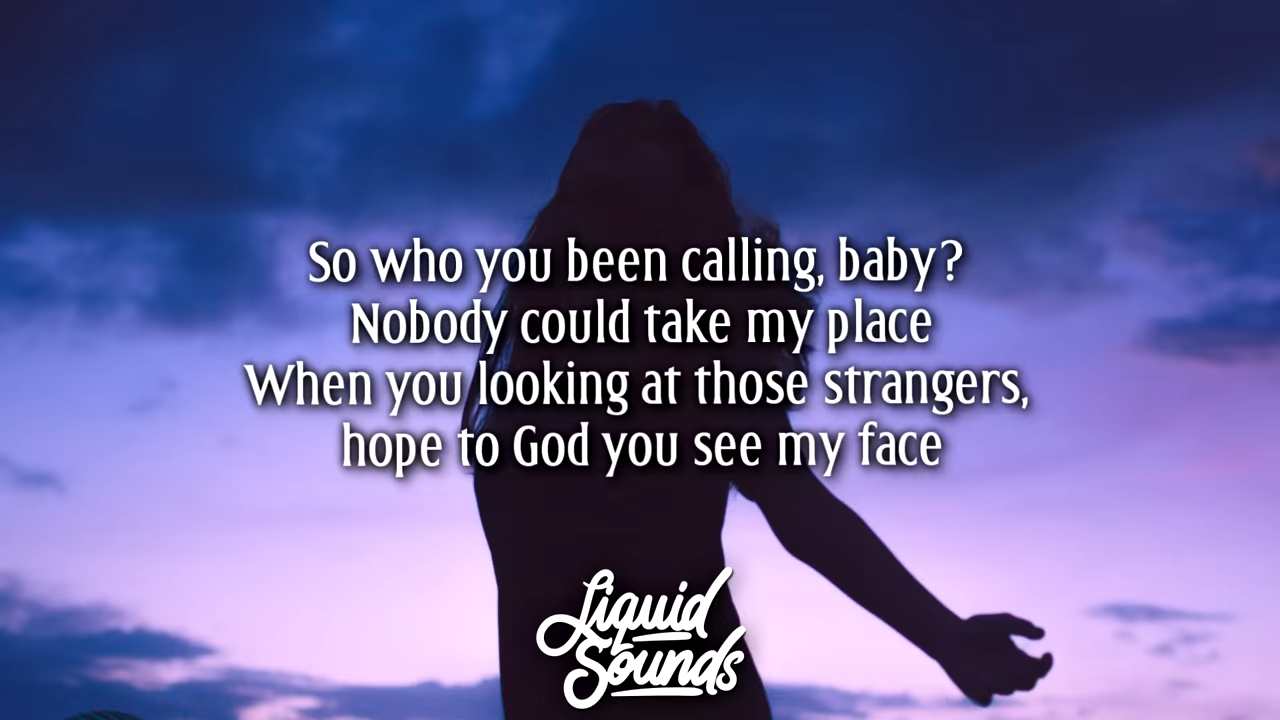 So who you been calling, baby?
Nobody could take my place
When you looking at those strangers,
hope to God you see my face
Liquid
Sounds